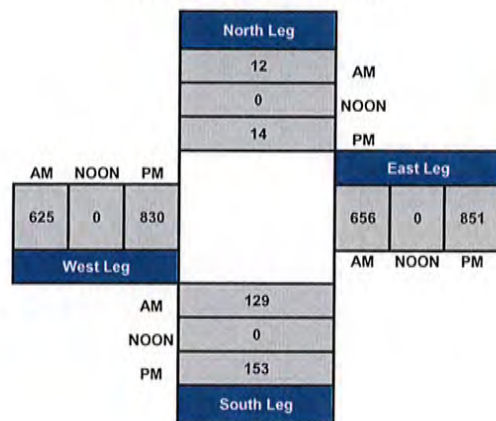 North Leg
12 AM
0 NOON
14 PM
AM NOON PM East Leg
625 0 830 656 0 851
West Leg AM NOON PM
AM 129
NOON 0
PM 153
South Leg